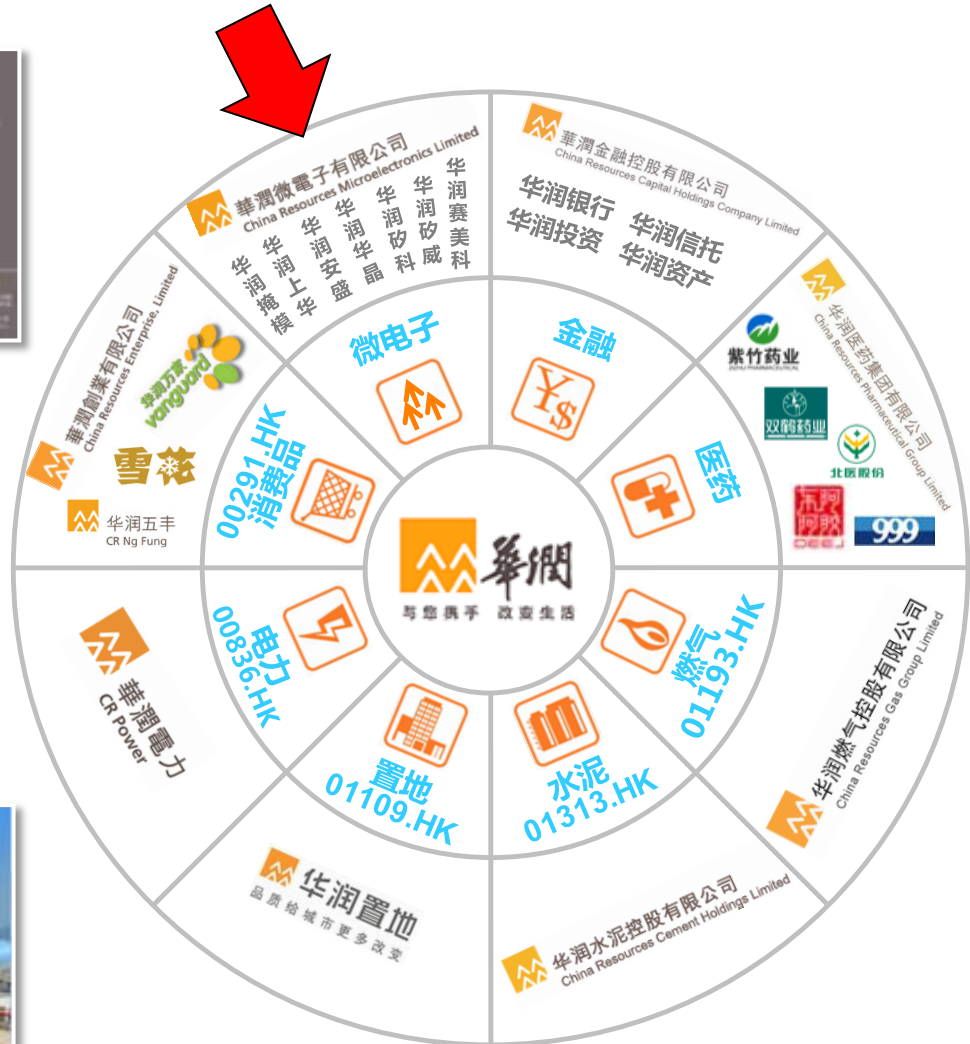 華潤微電子有限公司
China Resources Microelectronics Limited
华润掩模
华润上华
华润安盛
华润华晶
华润矽科
华润矽威
华润赛美科
華潤金融控股有限公司
China Resources Capital Holdings Company Limited
华润银行 华润信托
华润投资 华润资产
華潤創業有限公司
China Resources Enterprise, Limited
华润万家
vanguard
雪花
华润五丰
CR Ng Fung
华润医药集团有限公司
China Resources Pharmaceutical Group Limited
紫竹药业
ZIZHU PHARMACEUTICAL
双鹤药业
北医股份
东阿阿胶
DEEJ
999
微电子
金融
00291.HK
消费品
医药
華潤
与您携手 改变生活
电力
00836.HK
燃气
01193.HK
置地
01109.HK
水泥
01313.HK
華潤電力
CR Power
华润燃气控股有限公司
China Resources Gas Group Limited
华润置地
品质给城市更多改变
华润水泥控股有限公司
China Resources Cement Holdings Limited